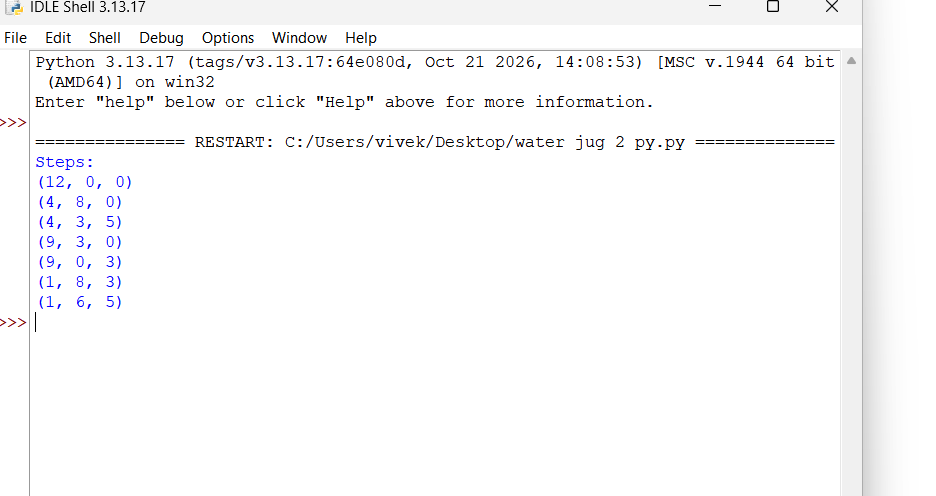 IDLE Shell 3.13.17
File Edit Shell Debug Options Window Help
Python 3.13.17 (tags/v3.13.17:64e080d, Oct 21 2026, 14:08:53) [MSC v.1944 64 bit
(AMD64)] on win32
Enter "help" below or click "Help" above for more information.
>>>
=============== RESTART: C:/Users/vivek/Desktop/water jug 2 py.py ==============
Steps:
(12, 0, 0)
(4, 8, 0)
(4, 3, 5)
(9, 3, 0)
(9, 0, 3)
(1, 8, 3)
(1, 6, 5)
>>>